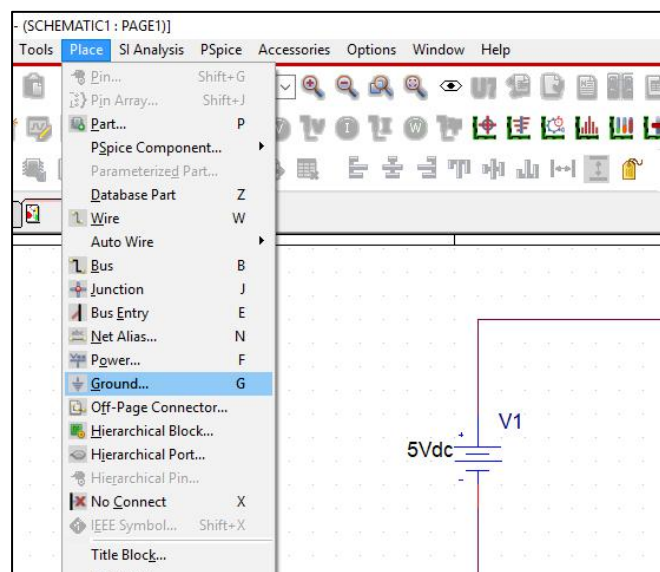 - (SCHEMATIC1 : PAGE1)]
Tools Place SI Analysis PSpice Accessories Options Window Help
Pin... Shift+G
Pin Array... Shift+J
Part... P
PSpice Component...
Parameterized Part...
Database Part Z
Wire W
Auto Wire
Bus B
Junction J
Bus Entry E
Net Alias... N
Power... F
Ground... G
Off-Page Connector...
Hierarchical Block...
Hierarchical Port...
Hierarchical Pin...
No Connect X
IEEE Symbol... Shift+X
Title Block...
V1
5Vdc